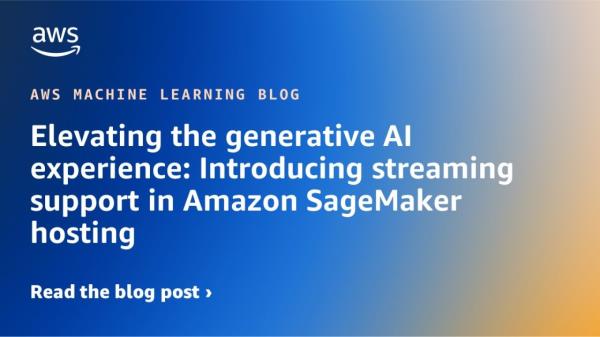 aws
AWS MACHINE LEARNING BLOG
Elevating the generative AI
experience: Introducing streaming
support in Amazon SageMaker
hosting
Read the blog post ›